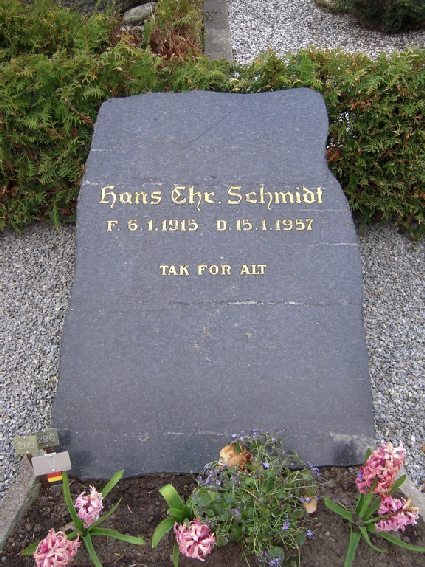 Hans Chr. Schmidt
F. 6.1.1915 D.15.1.1957
TAK FOR ALT